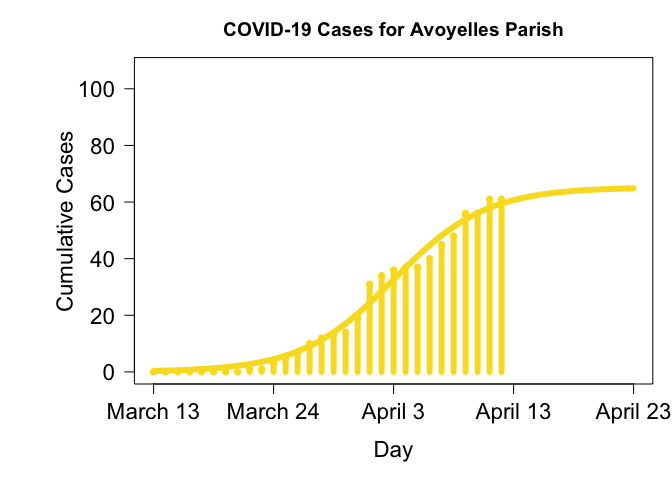 COVID-19 Cases for Avoyelles Parish
Cumulative Cases
100
80
60
40
20
0
March 13 March 24 April 3 April 13 April 23
Day